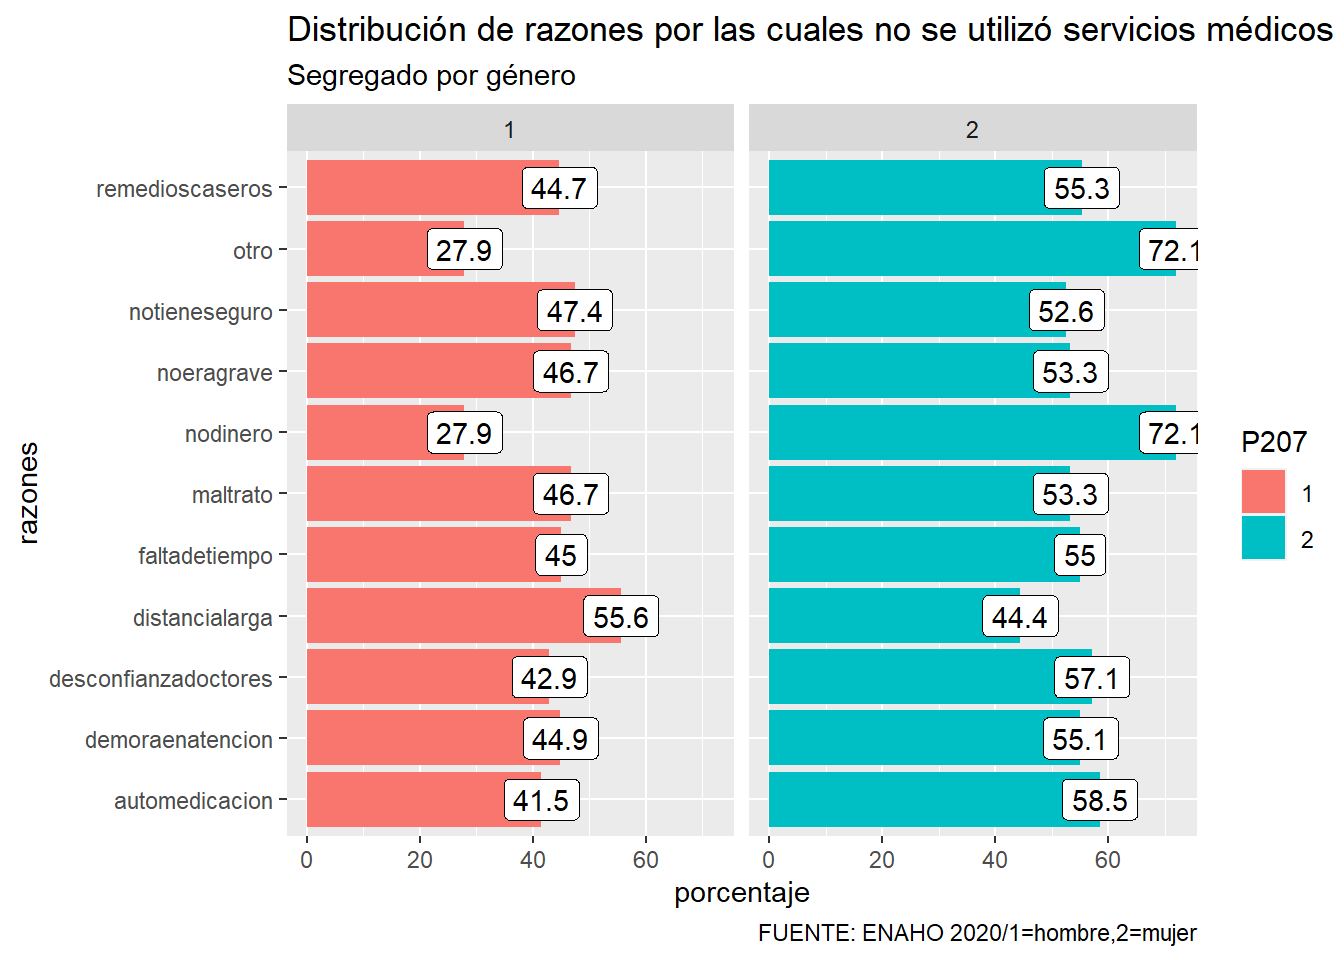 Distribución de razones por las cuales no se utilizó servicios médicos
Segregado por género
1
2
remedioscaseros
44.7
55.3
otro
27.9
72.1
notieneseguro
47.4
52.6
noeragrave
46.7
53.3
nodinero
27.9
72.1
maltrato
46.7
53.3
faltadetiempo
45
55
distancialarga
55.6
44.4
desconfianzadoctores
42.9
57.1
demoraenatencion
44.9
55.1
automedicacion
41.5
58.5
0 20 40 60
0 20 40 60
porcentaje
razones
P207
1
2
FUENTE: ENAHO 2020/1=hombre,2=mujer